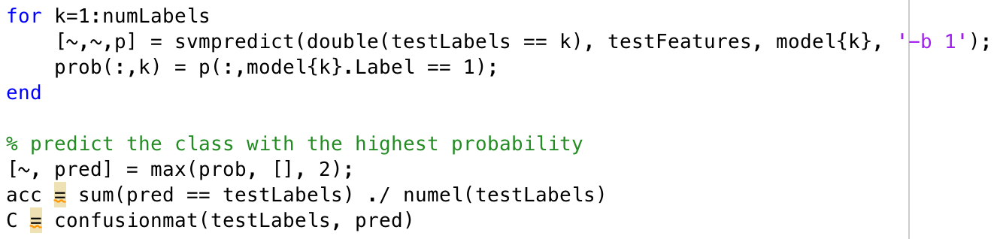 for k=1:numLabels
    [~,~,p] = svmpredict(double(testLabels == k), testFeatures, model{k}, '-b 1');
    prob(:,k) = p(:,model{k}.Label == 1);
end

% predict the class with the highest probability
[~, pred] = max(prob, [], 2);
acc = sum(pred == testLabels) ./ numel(testLabels)
C = confusionmat(testLabels, pred)